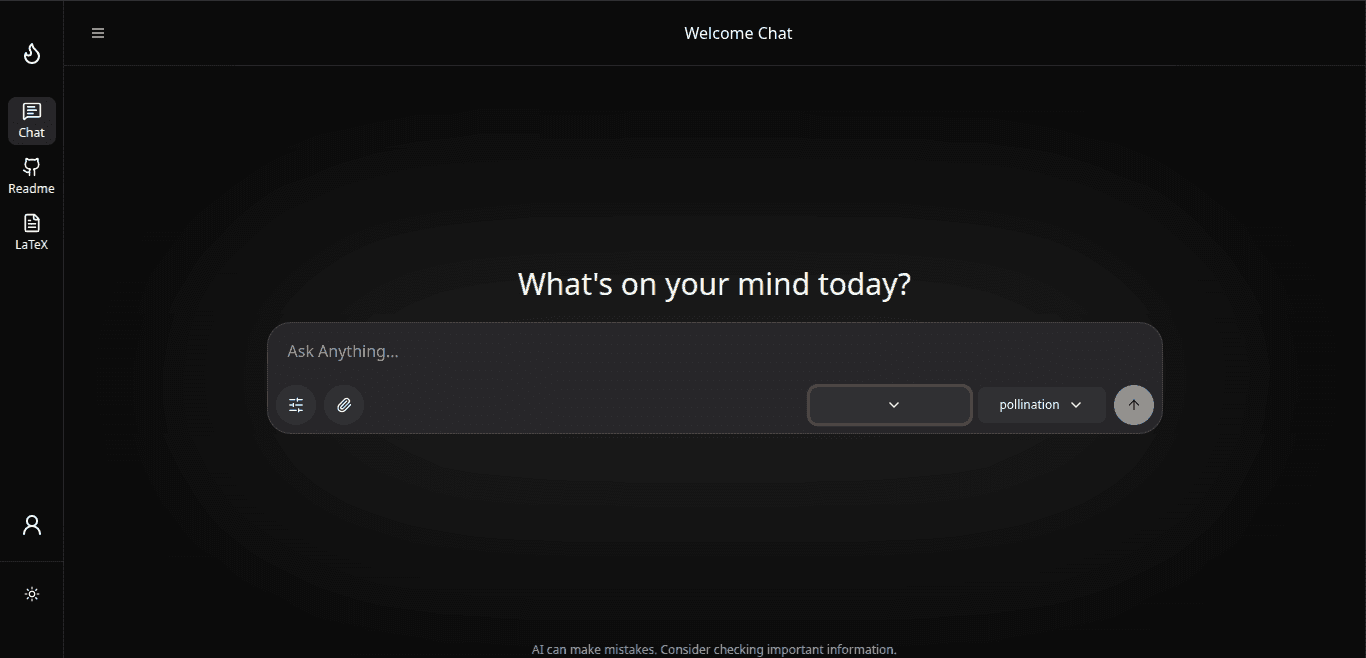 Welcome Chat
Chat
Readme
LaTeX
What's on your mind today?
Ask Anything...
pollination
AI can make mistakes. Consider checking important information.